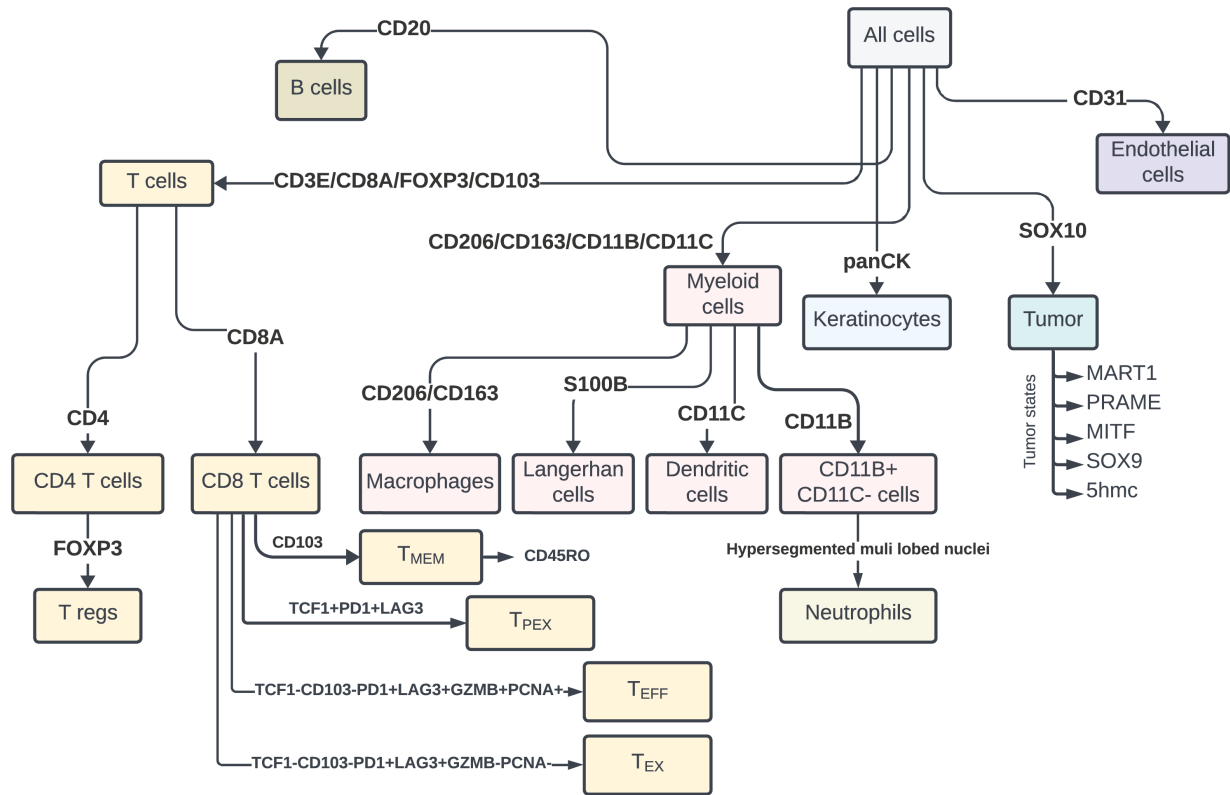 All cells
CD20
B cells
CD31
Endothelial
cells
T cells
CD3E/CD8A/FOXP3/CD103
CD206/CD163/CD11B/CD11C
SOX10
panCK
Myeloid
cells
Keratinocytes
Tumor
CD8A
CD206/CD163
S100B
CD11C
CD11B
CD4
Tumor states
MART1
PRAME
MITF
SOX9
5hmc
CD4 T cells
CD8 T cells
Macrophages
Langerhan
cells
Dendritic
cells
CD11B+
CD11C- cells
FOXP3
CD103
TMEM
CD45RO
Hypersegmented muli lobed nuclei
T regs
TCF1+PD1+LAG3
TPEX
Neutrophils
TCF1-CD103-PD1+LAG3+GZMB+PCNA+
TEFF
TCF1-CD103-PD1+LAG3+GZMB-PCNA-
TEX